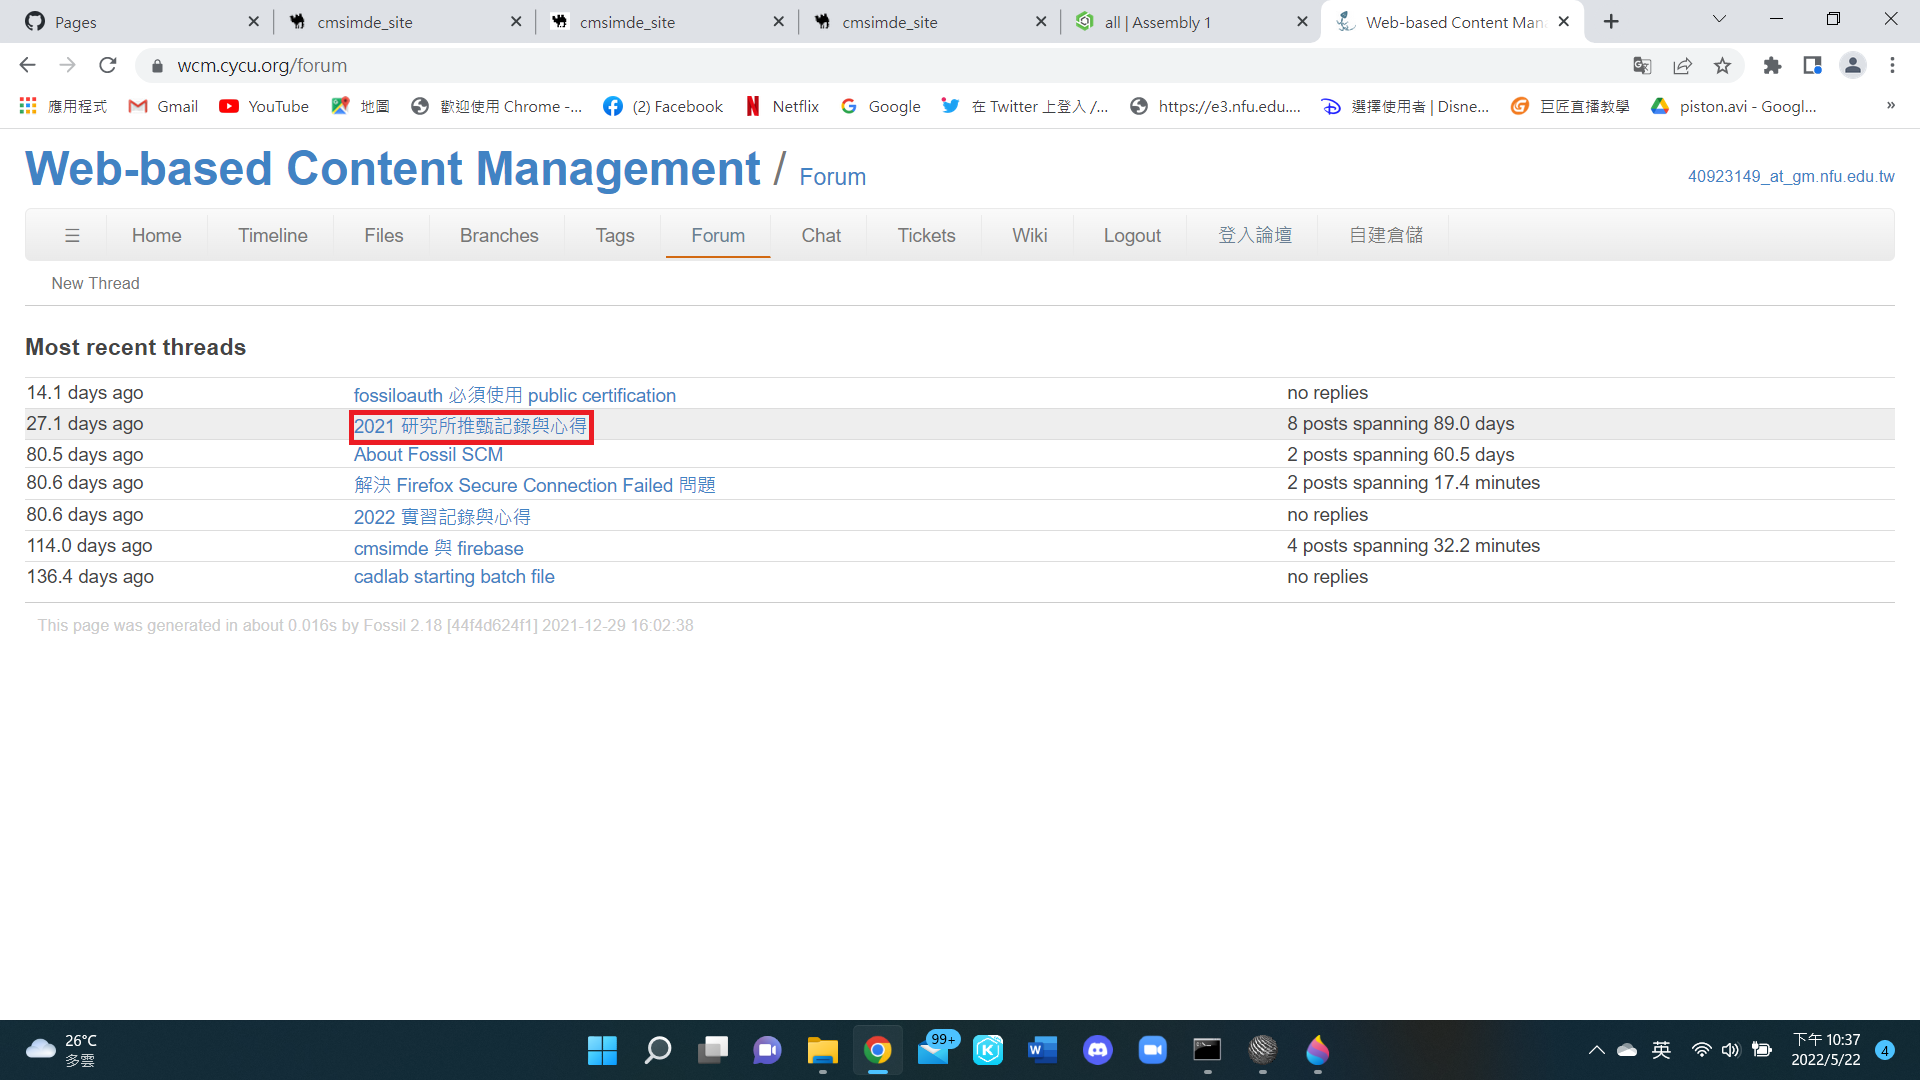 Pages
cmsimde_site
cmsimde_site
cmsimde_site
all | Assembly 1
Web-based Content Man
wcm.cycu.org/forum
應用程式
Gmail
YouTube
地圖
歡迎使用 Chrome -...
(2) Facebook
Netflix
Google
在 Twitter 上登入 /...
https://e3.nfu.edu....
選擇使用者 | Disne...
巨匠直播教學
piston.avi - Googl...
»
Web-based Content Management / Forum
40923149_at_gm.nfu.edu.tw
☰ Home Timeline Files Branches Tags Forum Chat Tickets Wiki Logout 登入論壇 自建倉儲
New Thread
Most recent threads
14.1 days ago fossiloauth 必須使用 public certification no replies
27.1 days ago 2021 研究所推甄記錄與心得 8 posts spanning 89.0 days
80.5 days ago About Fossil SCM 2 posts spanning 60.5 days
80.6 days ago 解決 Firefox Secure Connection Failed 問題 2 posts spanning 17.4 minutes
80.6 days ago 2022 實習記錄與心得 no replies
114.0 days ago cmsimde 與 firebase 4 posts spanning 32.2 minutes
136.4 days ago cadlab starting batch file no replies
This page was generated in about 0.016s by Fossil 2.18 [44f4d624f1] 2021-12-29 16:02:38
26°C
多雲
99+
英
下午 10:37
2022/5/22
4